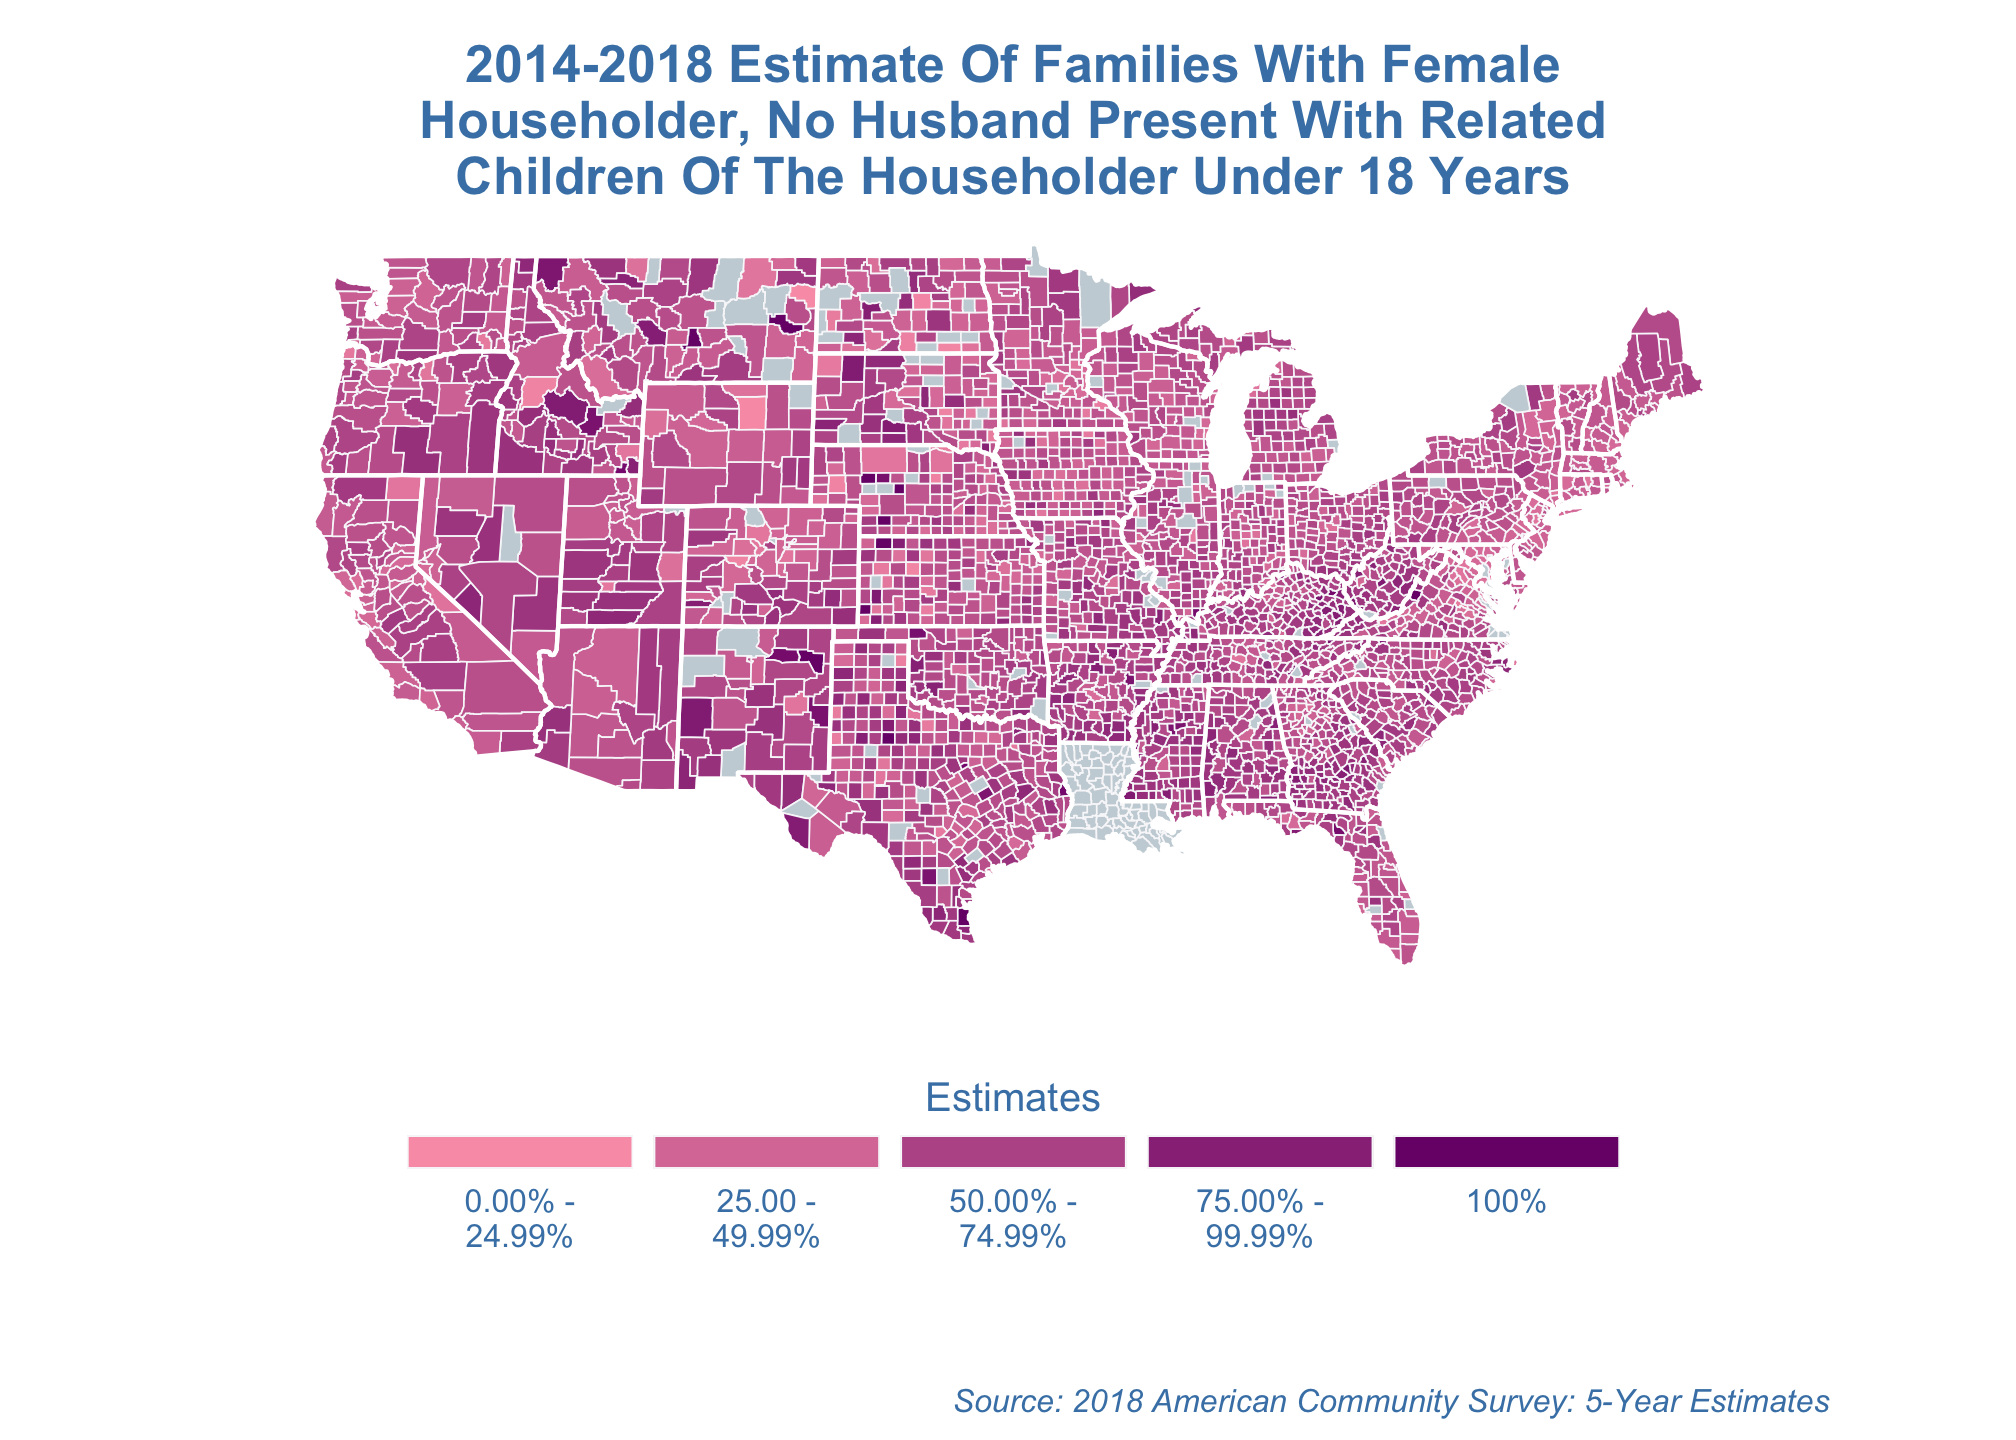 2014-2018 Estimate Of Families With Female
Householder, No Husband Present With Related
Children Of The Householder Under 18 Years
Estimates
0.00% -
24.99%
25.00 -
49.99%
50.00% -
74.99%
75.00% -
99.99%
100%
Source: 2018 American Community Survey: 5-Year Estimates